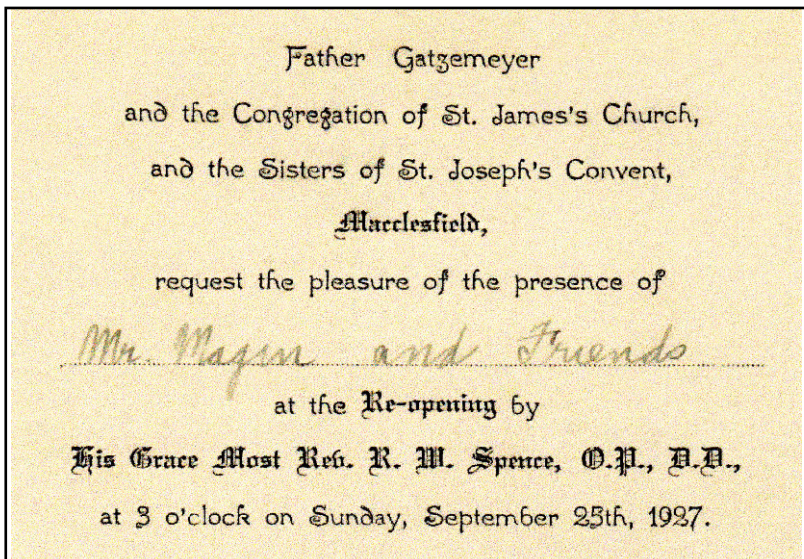 Father Gatzemeyer
and the Congregation of St. James's Church,
and the Sisters of St. Joseph's Convent,
Macclesfield,
request the pleasure of the presence of
Mr. Magin and Friends
at the Re-opening by
His Grace Most Rev. R. W. Spence, O.P., D.D.,
at 3 o'clock on Sunday, September 25th, 1927.